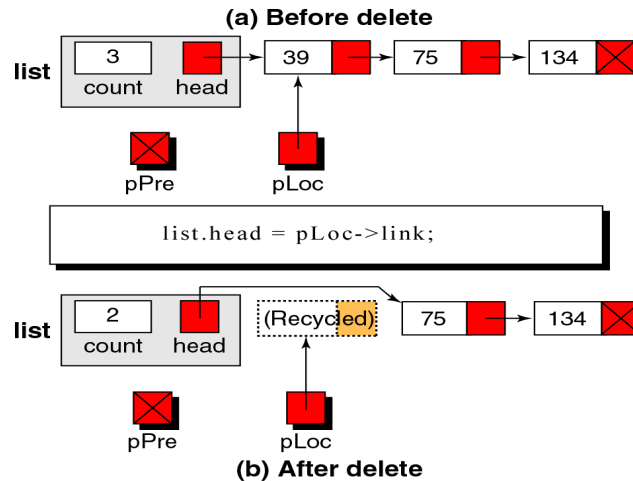 (a) Before delete
list 3 39 75 134
count head
pPre pLoc
list.head = pLoc->link;
list 2 (Recycled) 75 134
count head
pPre pLoc
(b) After delete